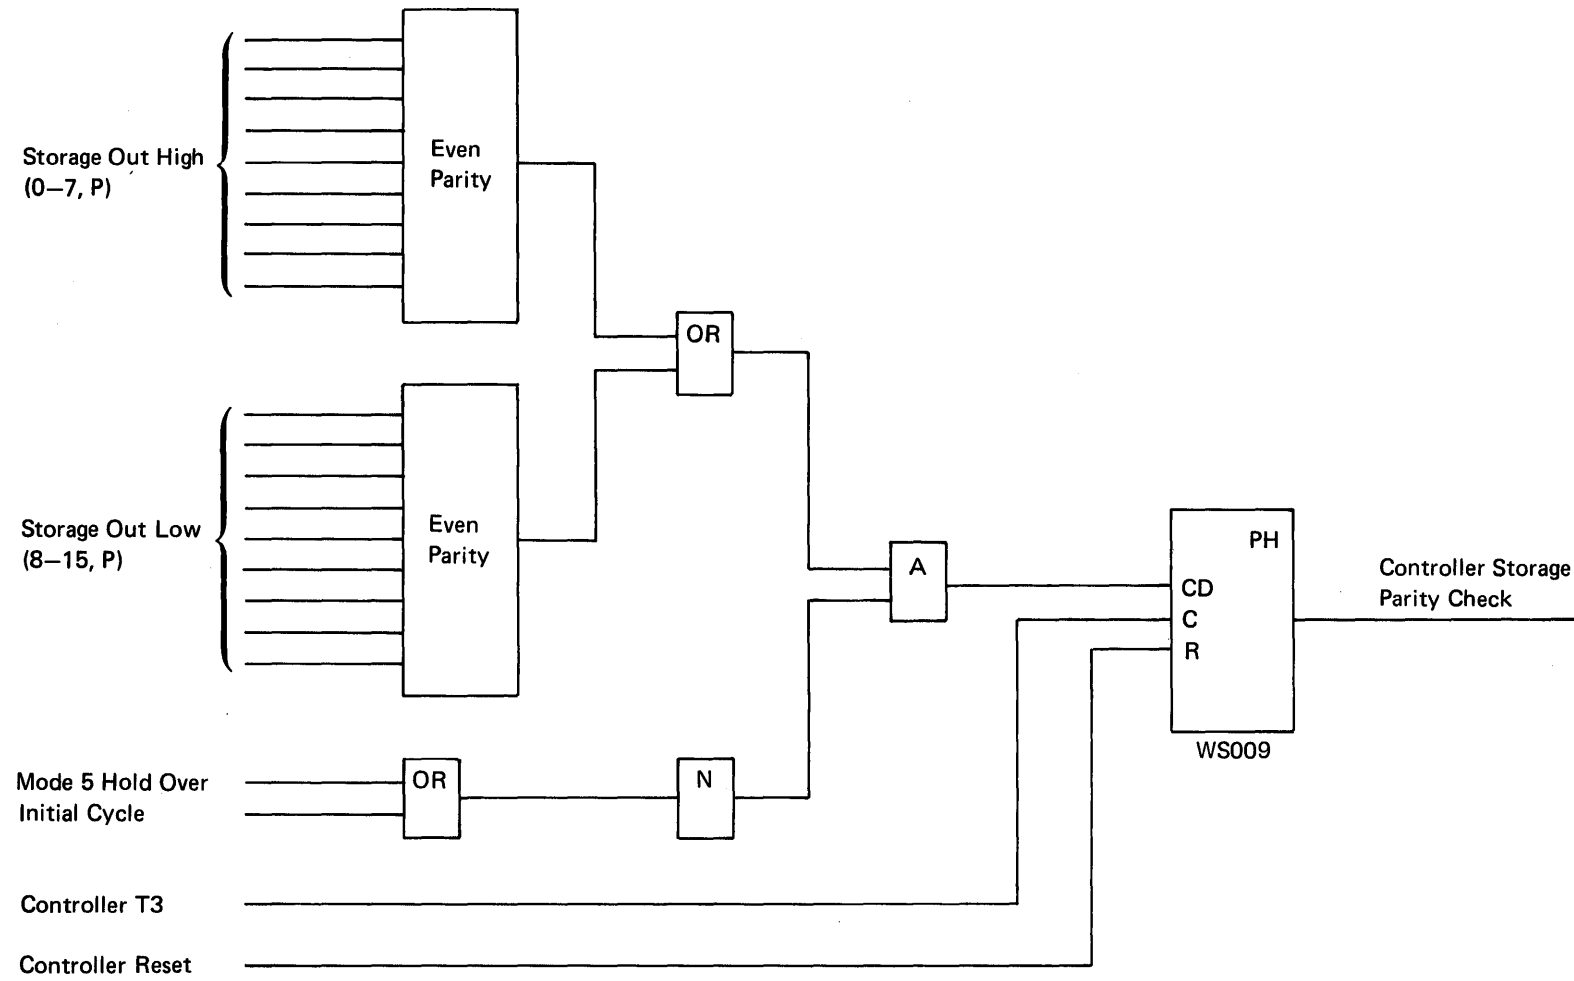 Even
Parity
Storage Out High
(0–7, P)
OR
Even
Parity
Storage Out Low
(8–15, P)
A
PH
CD
C
R
Controller Storage
Parity Check
WS009
Mode 5 Hold Over
Initial Cycle
OR
N
Controller T3
Controller Reset